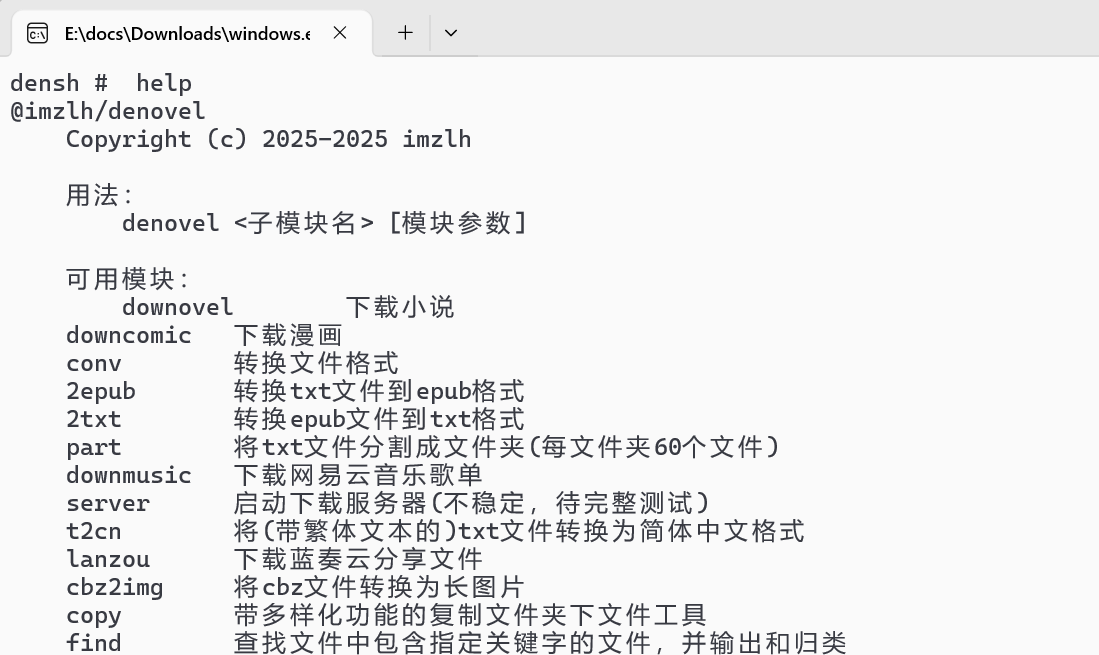 E:\docs\Downloads\windows.e
densh #  help
@imzlh/denovel
    Copyright (c) 2025-2025 imzlh
    用法:
        denovel <子模块名> [模块参数]
    可用模块:
        downovel        下载小说
    downcomic   下载漫画
    conv        转换文件格式
    2epub       转换txt文件到epub格式
    2txt        转换epub文件到txt格式
    part        将txt文件分割成文件夹(每文件夹60个文件)
    downmusic   下载网易云音乐歌单
    server      启动下载服务器(不稳定，待完整测试)
    t2cn        将(带繁体文本的)txt文件转换为简体中文格式
    lanzou      下载蓝奏云分享文件
    cbz2img     将cbz文件转换为长图片
    copy        带多样化功能的复制文件夹下文件工具
    find        查找文件中包含指定关键字的文件，并输出和归类